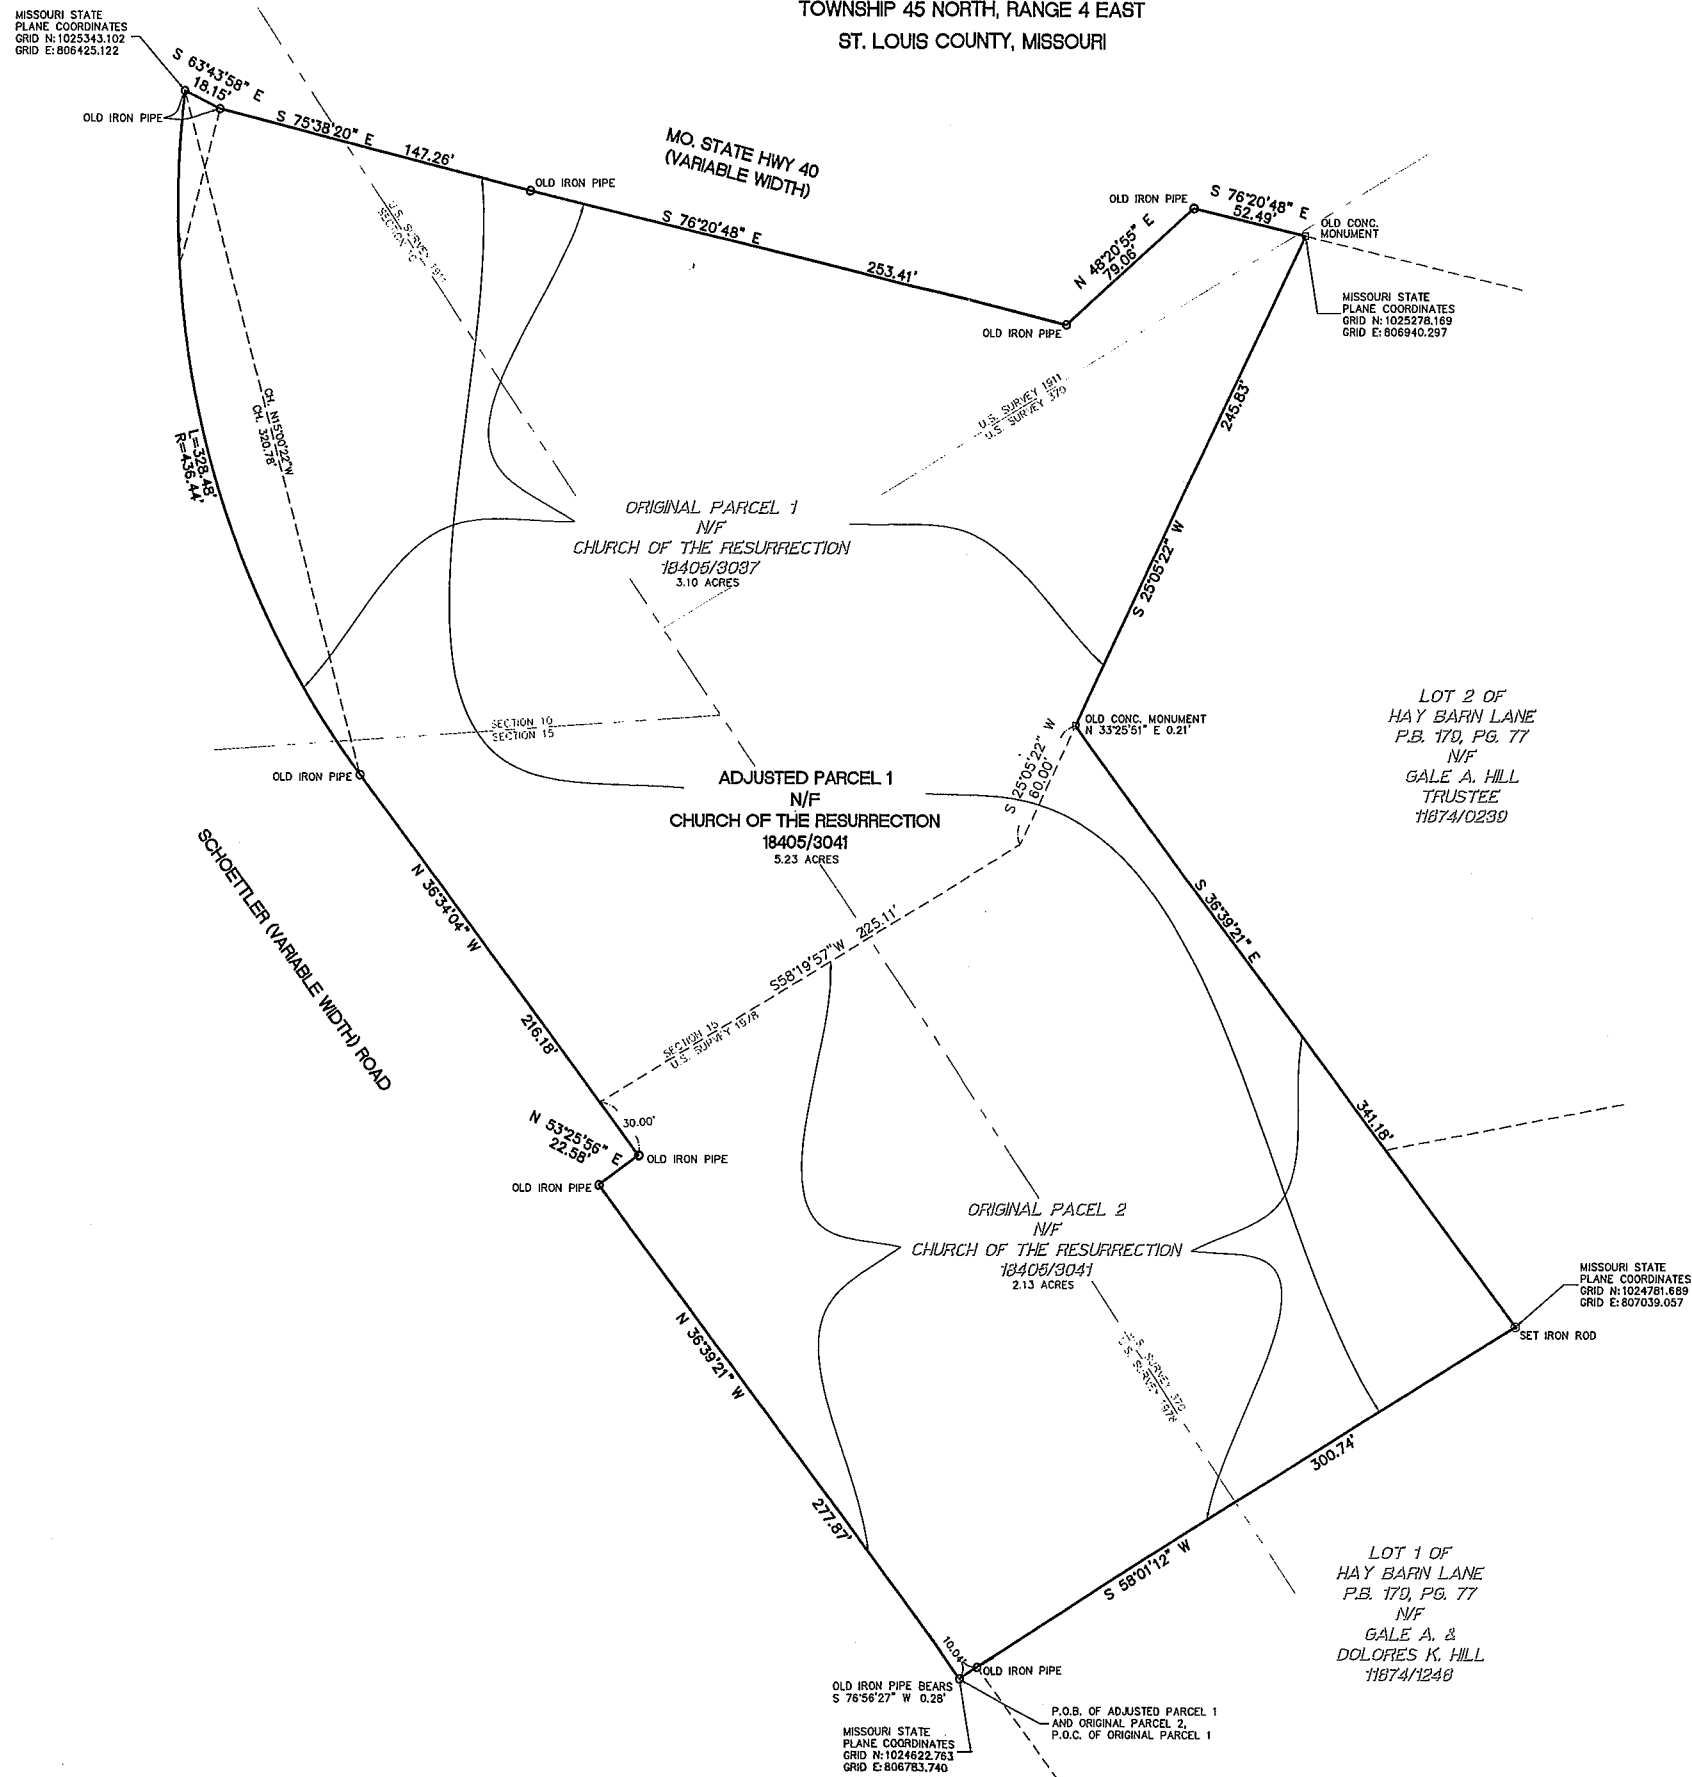 TOWNSHIP 45 NORTH, RANGE 4 EAST
ST. LOUIS COUNTY, MISSOURI
MISSOURI STATE
PLANE COORDINATES
GRID N: 1025343.102
GRID E: 806425.122
S 63°43'58" E
18.15'
OLD IRON PIPE
S 75°38'20" E
147.26'
OLD IRON PIPE
MO. STATE HWY 40
(VARIABLE WIDTH)
S 76°20'48" E
253.41'
OLD IRON PIPE
N 48°20'55" E
79.06'
OLD IRON PIPE
S 76°20'48" E
52.49'
OLD CONC.
MONUMENT
MISSOURI STATE
PLANE COORDINATES
GRID N: 1025278.169
GRID E: 806940.297
U.S. SURVEY
SECTION
U.S. SURVEY 1911
U.S. SURVEY 370
245.83'
S 25°05'22" W
CH. N15°00'22"W
CH. 320.78'
L=328.48'
R=436.44'
ORIGINAL PARCEL 1
N/F
CHURCH OF THE RESURRECTION
18405/3037
3.10 ACRES
SECTION 10
SECTION 15
OLD IRON PIPE
OLD CONC. MONUMENT
N 33°25'51" E 0.21'
S 25°05'22" W
60.00'
LOT 2 OF
HAY BARN LANE
P.B. 179, PG. 77
N/F
GALE A. HILL
TRUSTEE
11874/0239
ADJUSTED PARCEL 1
N/F
CHURCH OF THE RESURRECTION
18405/3041
5.23 ACRES
SCHOETTLER (VARIABLE WIDTH) ROAD
N 36°34'04" W
216.18'
S58°19'57"W 225.11'
SECTION 15
U.S. SURVEY 1978
S 36°39'21" E
341.18'
30.00'
N 53°25'56" E
22.58'
OLD IRON PIPE
OLD IRON PIPE
ORIGINAL PACEL 2
N/F
CHURCH OF THE RESURRECTION
18405/3041
2.13 ACRES
MISSOURI STATE
PLANE COORDINATES
GRID N: 1024781.689
GRID E: 807039.057
SET IRON ROD
U.S. SURVEY 370
U.S. SURVEY 1978
N 36°39'21" W
277.87'
300.74'
S 58°01'12" W
LOT 1 OF
HAY BARN LANE
P.B. 179, PG. 77
N/F
GALE A. &
DOLORES K. HILL
11874/1246
10.04'
OLD IRON PIPE
OLD IRON PIPE BEARS
S 76°56'27" W 0.28'
P.O.B. OF ADJUSTED PARCEL 1
AND ORIGINAL PARCEL 2,
P.O.C. OF ORIGINAL PARCEL 1
MISSOURI STATE
PLANE COORDINATES
GRID N: 1024622.763
GRID E: 806783.740